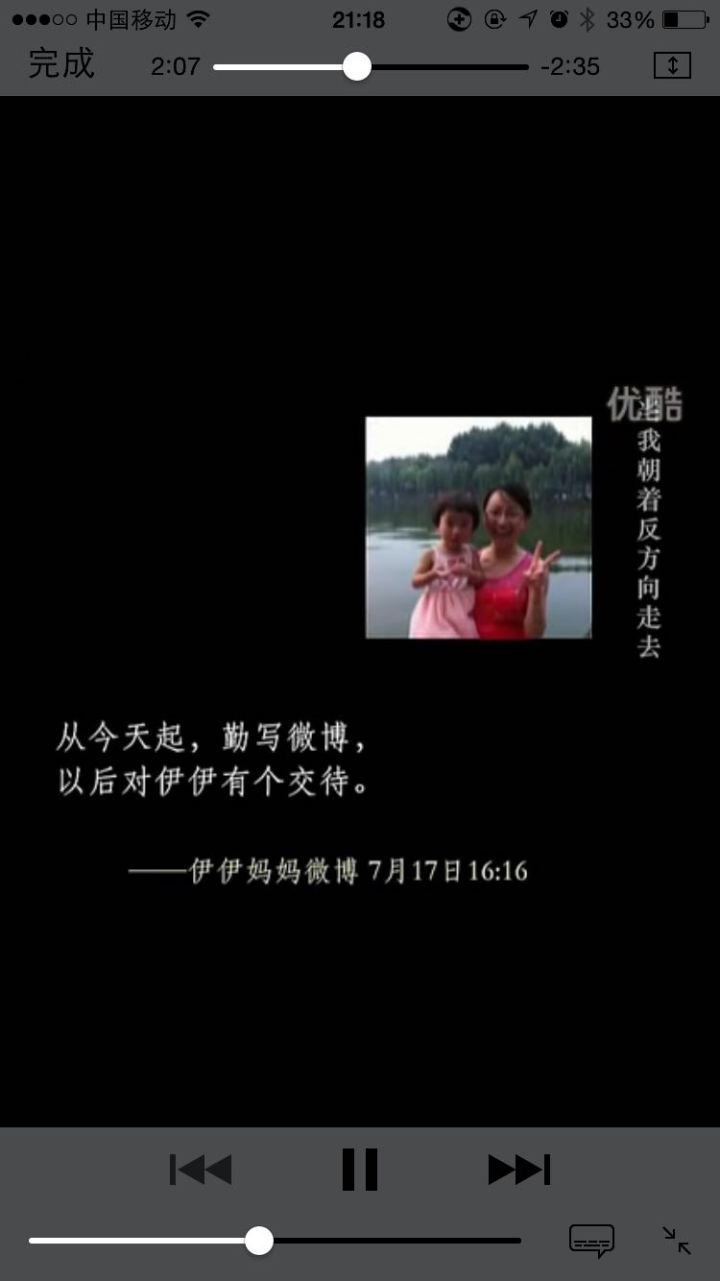 中国移动
21:18
33%
完成
2:07
-2:35
优酷
我朝着反方向走去
从今天起，勤写微博，
以后对伊伊有个交待。
——伊伊妈妈微博 7月17日16:16